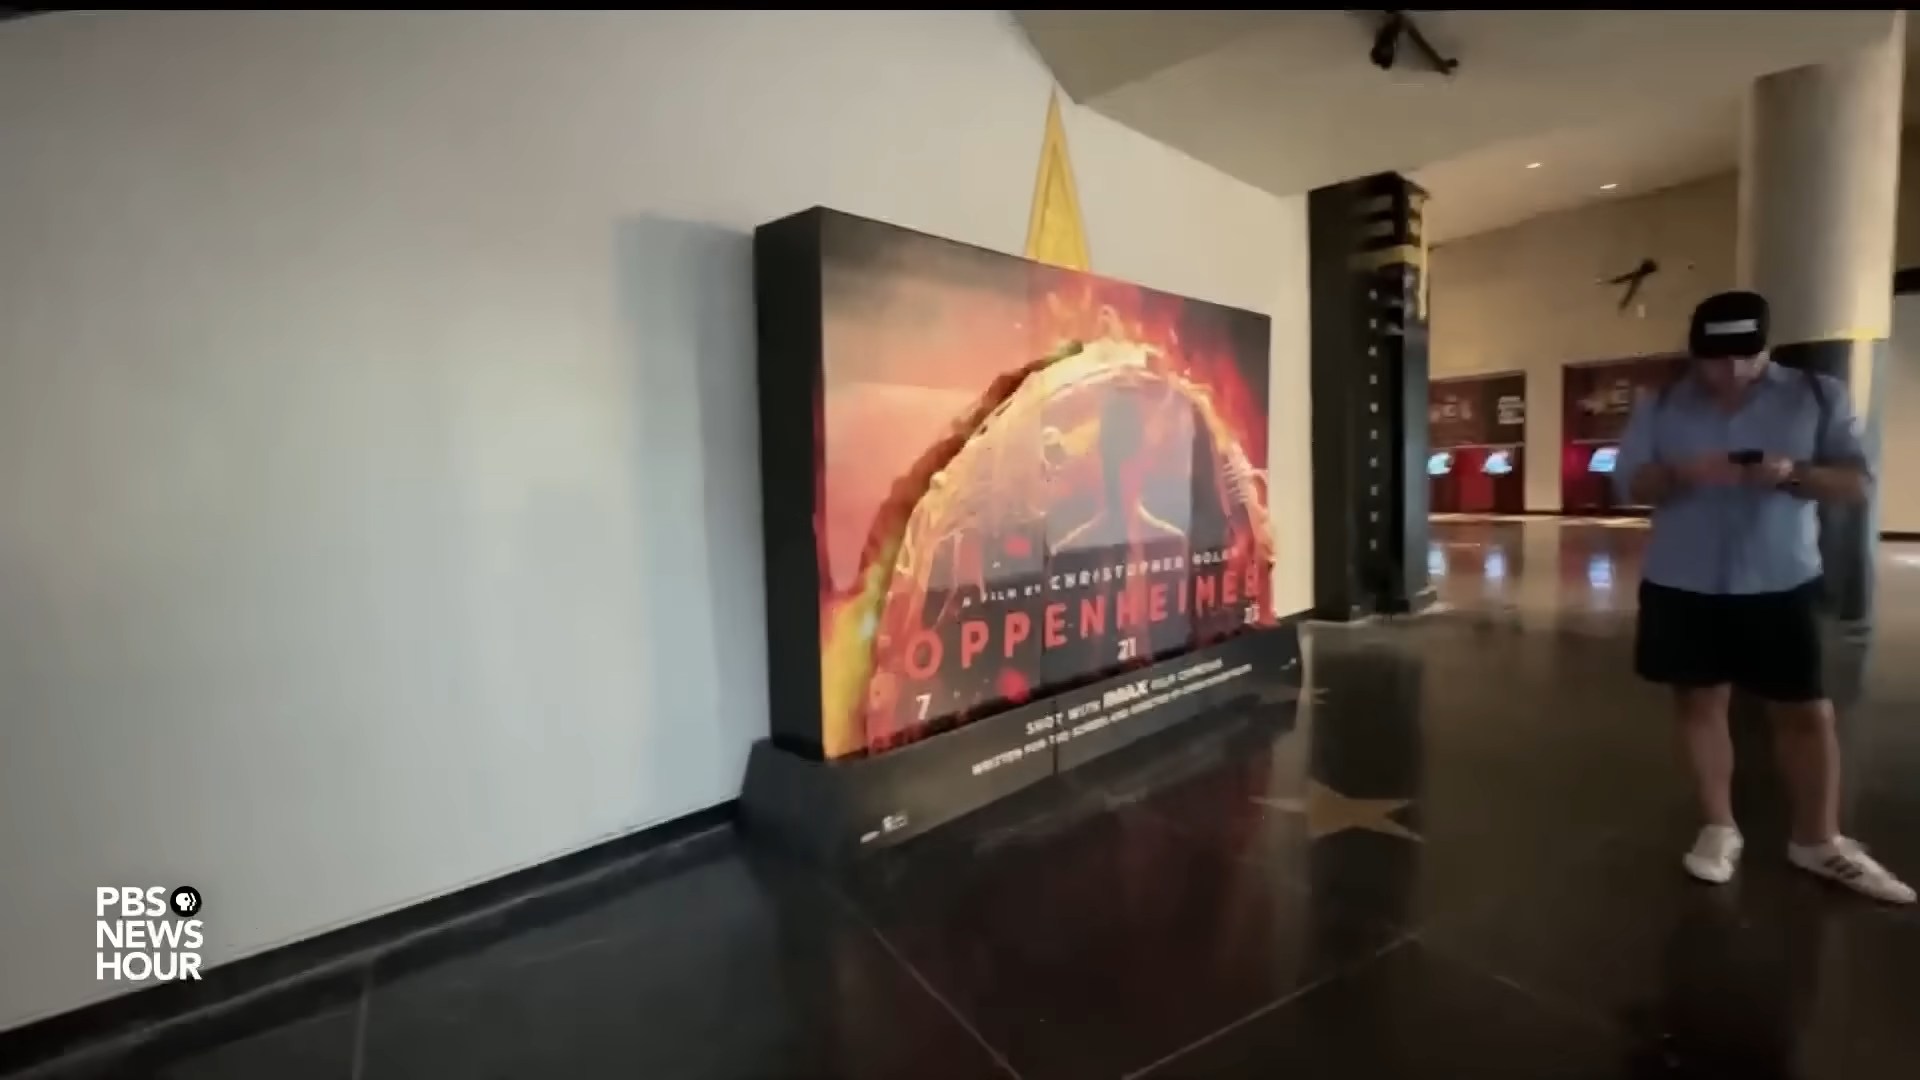 A FILM BY CHRISTOPHER NOLAN
OPPENHEIMER
7 21 23
SHOT WITH IMAX FILM CAMERAS
WRITTEN FOR THE SCREEN AND DIRECTED BY CHRISTOPHER NOLAN
PBS
NEWS
HOUR